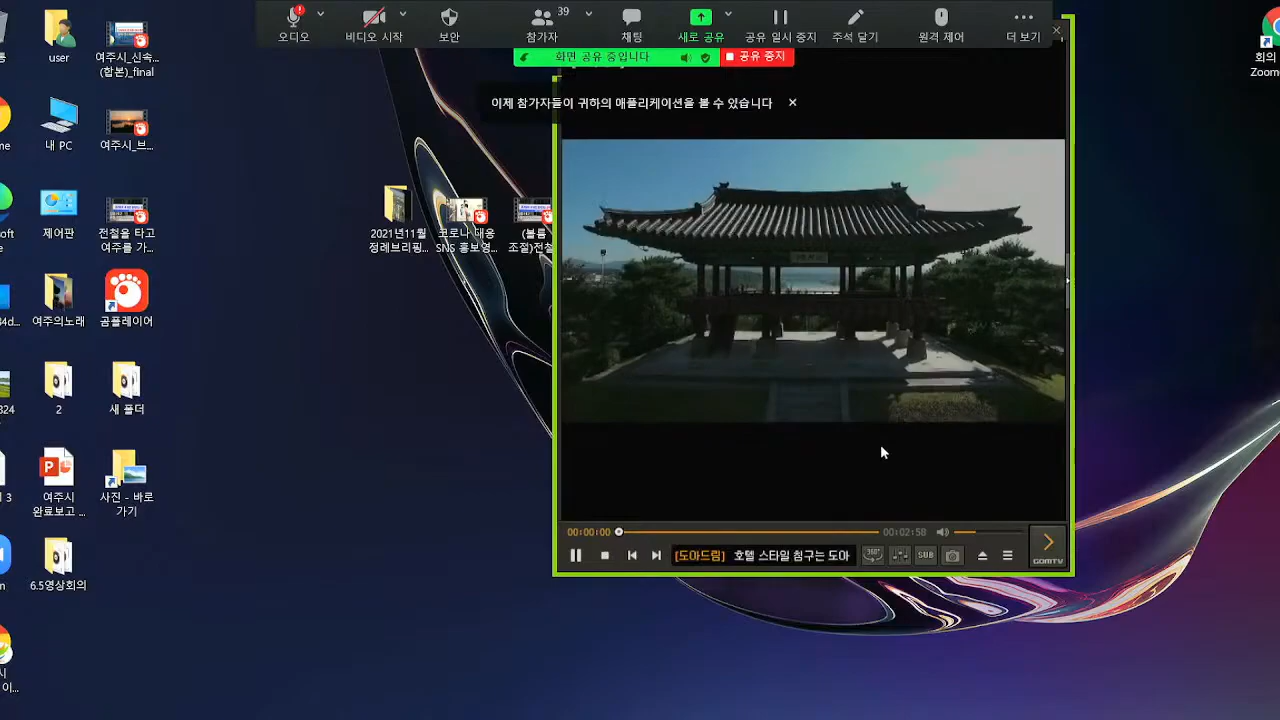 39
오디오
비디오 시작
보안
참가자
채팅
새로 공유
공유 일시 중지
주석 닫기
원격 제어
더 보기
화면 공유 중입니다
공유 중지
이제 참가자들이 귀하의 애플리케이션을 볼 수 있습니다
user
여주시_신속...
(합본)_final
회의
Zoom
내 PC
여주시_브...
제어판
전철을 타고
여주를 가...
2021년11월
정례브리핑...
코로나 대응
SNS 홍보영...
(볼륨
조절)전철
여주의노래
곰플레이어
2
새 폴더
여주시
완료보고 ...
사진 - 바로
가기
6.5영상회의
00:00:00
00:02:58
[도아드림] 호텔 스타일 침구는 도아
360°
SUB
GOMTV